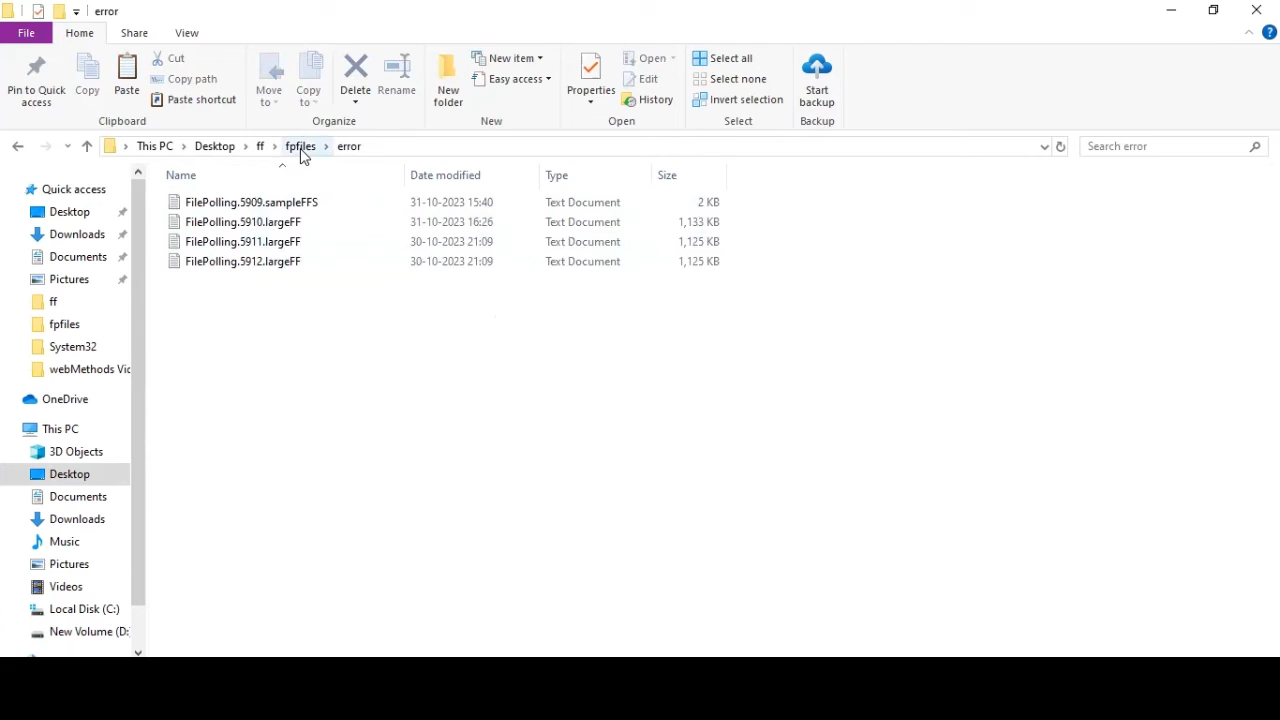 error
File Home Share View
Pin to Quick access
Copy
Paste
Cut
Copy path
Paste shortcut
Clipboard
Move to
Copy to
Delete
Rename
Organize
New folder
New item
Easy access
New
Properties
Open
Edit
History
Open
Select all
Select none
Invert selection
Select
Start backup
Backup
This PC Desktop ff fpfiles error
Search error
Name Date modified Type Size
FilePolling.5909.sampleFFS 31-10-2023 15:40 Text Document 2 KB
FilePolling.5910.largeFF 31-10-2023 16:26 Text Document 1,133 KB
FilePolling.5911.largeFF 30-10-2023 21:09 Text Document 1,125 KB
FilePolling.5912.largeFF 30-10-2023 21:09 Text Document 1,125 KB
Quick access
Desktop
Downloads
Documents
Pictures
ff
fpfiles
System32
webMethods Vic
OneDrive
This PC
3D Objects
Desktop
Documents
Downloads
Music
Pictures
Videos
Local Disk (C:)
New Volume (D: